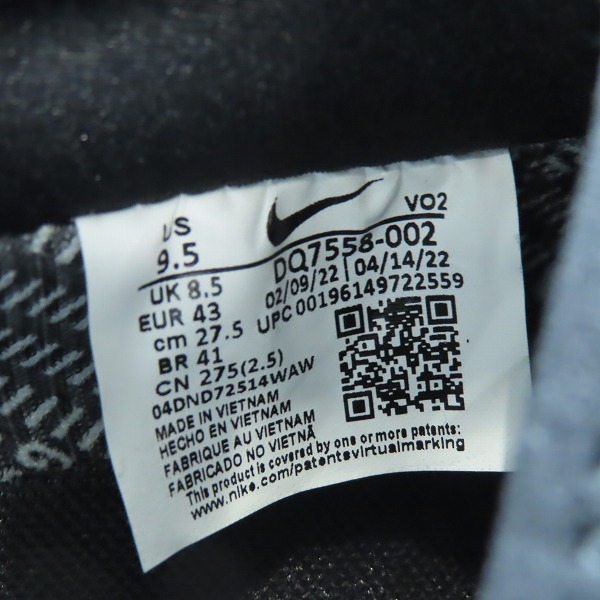 US
9.5
VO2
DQ7558-002
UK 8.5
02/09/22 | 04/14/22
EUR 43
UPC 00196149722559
cm 27.5
BR 41
CN 275(2.5)
04DND72514WAW
MADE IN VIETNAM
HECHO EN VIETNAM
FABRIQUE AU VIETNAM
FABRICADO NO VIETNÃ
This product is covered by one or more patents:
www.nike.com/patentsvirtualmarking